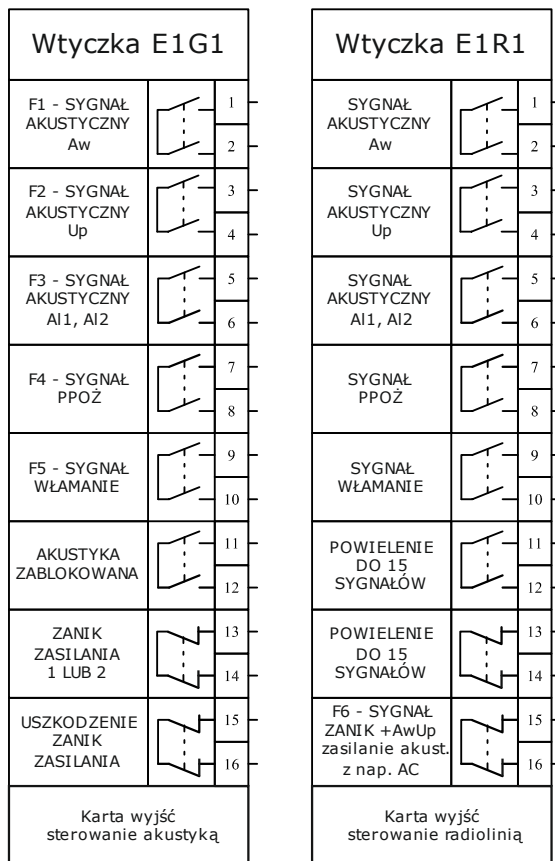 Wtyczka E1G1
F1 - SYGNAŁ
AKUSTYCZNY
Aw
1
2
F2 - SYGNAŁ
AKUSTYCZNY
Up
3
4
F3 - SYGNAŁ
AKUSTYCZNY
Al1, Al2
5
6
F4 - SYGNAŁ
PPOŻ
7
8
F5 - SYGNAŁ
WŁAMANIE
9
10
AKUSTYKA
ZABLOKOWANA
11
12
ZANIK
ZASILANIA
1 LUB 2
13
14
USZKODZENIE
ZANIK
ZASILANIA
15
16
Karta wyjść
sterowanie akustyką
Wtyczka E1R1
SYGNAŁ
AKUSTYCZNY
Aw
1
2
SYGNAŁ
AKUSTYCZNY
Up
3
4
SYGNAŁ
AKUSTYCZNY
Al1, Al2
5
6
SYGNAŁ
PPOŻ
7
8
SYGNAŁ
WŁAMANIE
9
10
POWIELENIE
DO 15
SYGNAŁÓW
11
12
POWIELENIE
DO 15
SYGNAŁÓW
13
14
F6 - SYGNAŁ
ZANIK +AwUp
zasilanie akust.
z nap. AC
15
16
Karta wyjść
sterowanie radiolinią